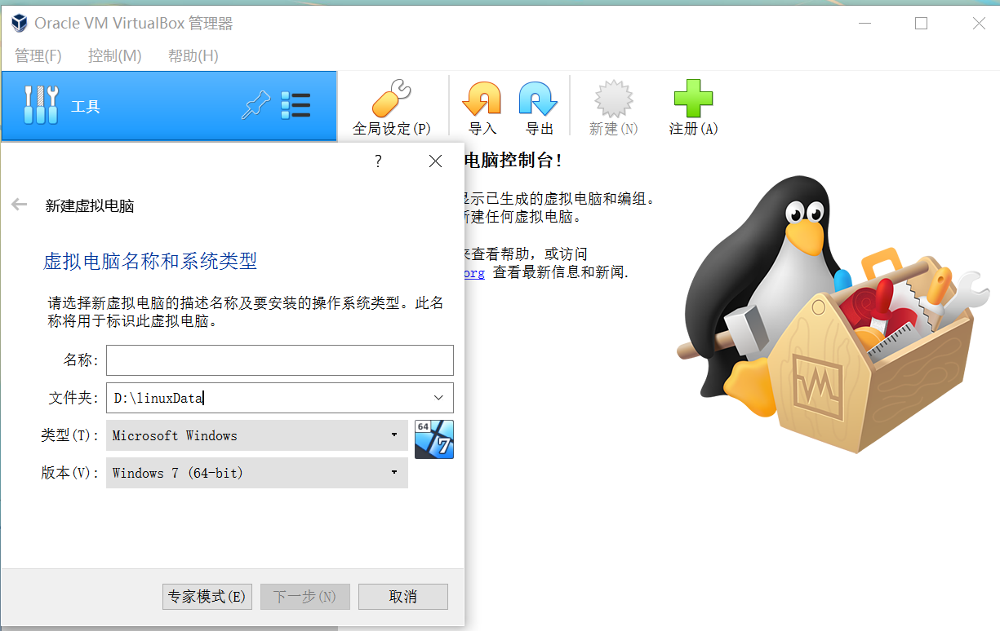 Oracle VM VirtualBox 管理器
管理(F) 控制(M) 帮助(H)
工具
全局设定(P) 导入 导出 新建(N) 注册(A)
?
新建虚拟电脑
虚拟电脑名称和系统类型
请选择新虚拟电脑的描述名称及要安装的操作系统类型。此名
称将用于标识此虚拟电脑。
名称:
文件夹: D:\linuxData
类型(T): Microsoft Windows
64 7
版本(V): Windows 7 (64-bit)
专家模式(E) 下一步(N) 取消
电脑控制台!
显示已生成的虚拟电脑和编组。
新建任何虚拟电脑。
来查看帮助，或访问
org 查看最新信息和新闻.